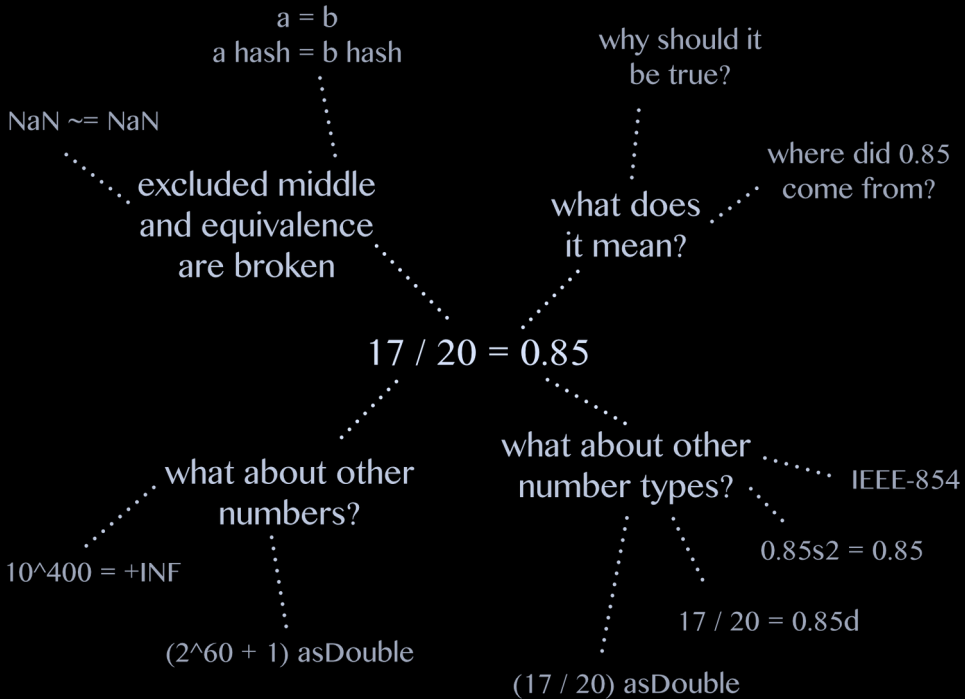 a = b
a hash = b hash
why should it
be true?
NaN ~= NaN
where did 0.85
come from?
excluded middle
and equivalence
are broken
what does
it mean?
17 / 20 = 0.85
what about other
numbers?
what about other
number types?
IEEE-854
0.85s2 = 0.85
10^400 = +INF
17 / 20 = 0.85d
(2^60 + 1) asDouble
(17 / 20) asDouble